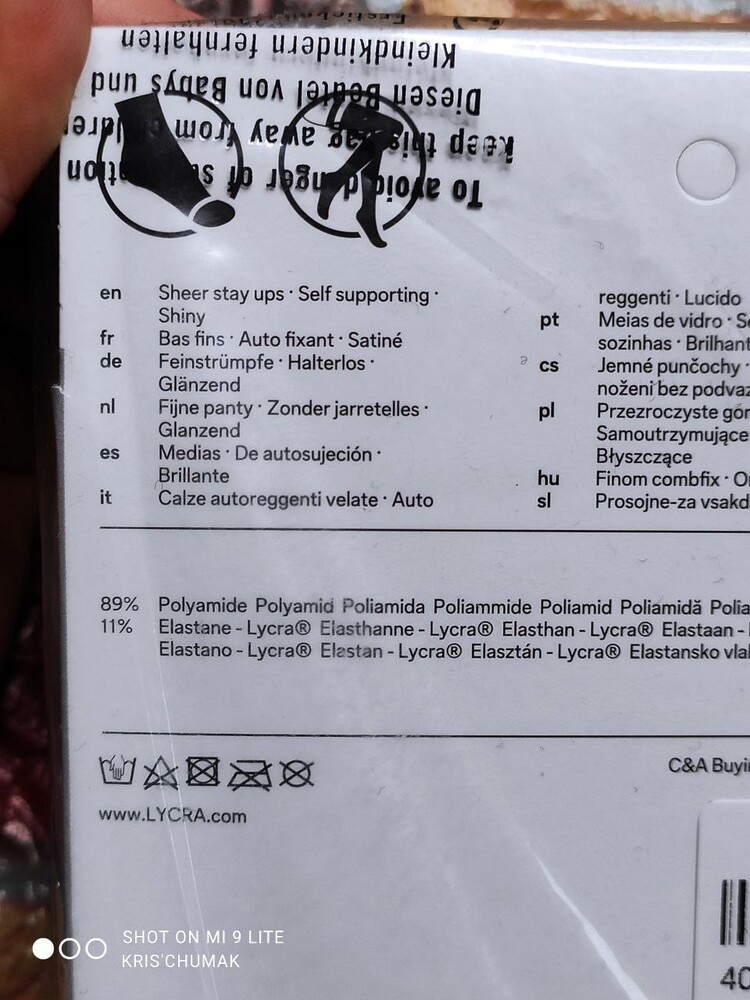 To avoid danger of suffocation
keep this bag away from children
Diesen Beutel von Babys und
Kleindkindern fernhalten
en Sheer stay ups · Self supporting ·
Shiny
fr Bas fins · Auto fixant · Satiné
de Feinstrümpfe · Halterlos ·
Glänzend
nl Fijne panty · Zonder jarretelles ·
Glanzend
es Medias · De autosujeción ·
Brillante
it Calze autoreggenti velate · Auto
reggenti · Lucido
pt Meias de vidro ·
sozinhas ·
cs Jemné punčochy ·
noženi bez
pl Przezroczyste
Samoutrzymujące
Błyszczące
hu Finom combfix ·
sl Prosojne-za
89% Polyamide Polyamid Poliamida Poliammide Poliamid Poliamidă
11% Elastane - Lycra® Elasthanne - Lycra® Elasthan - Lycra® Elastaan -
Elastano - Lycra® Elastan - Lycra® Elasztán - Lycra® Elastansko
C&A
www.LYCRA.com
40
SHOT ON MI 9 LITE
KRIS'CHUMAK